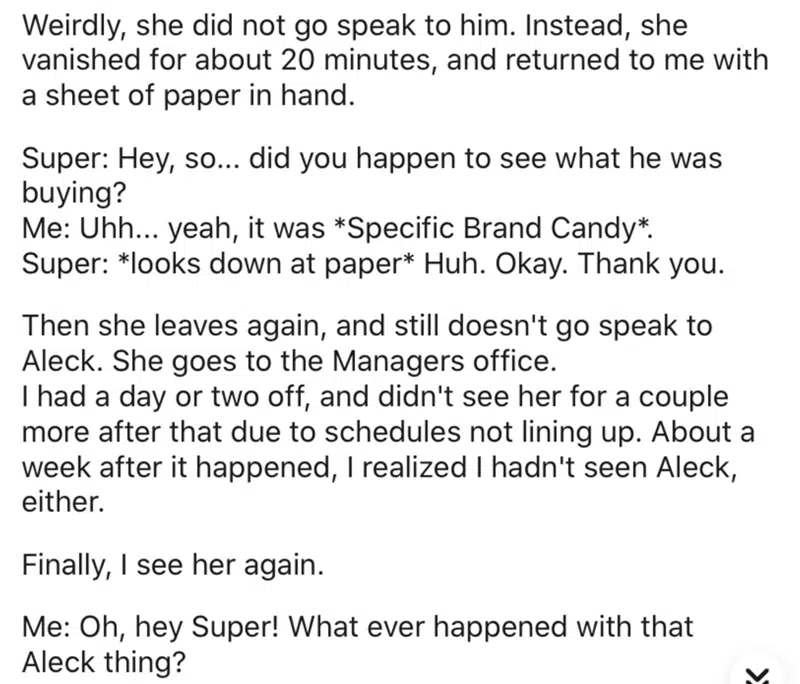 Weirdly, she did not go speak to him. Instead, she
vanished for about 20 minutes, and returned to me with
a sheet of paper in hand.
Super: Hey, so... did you happen to see what he was
buying?
Me: Uhh... yeah, it was *Specific Brand Candy*.
Super: *looks down at paper* Huh. Okay. Thank you.
Then she leaves again, and still doesn't go speak to
Aleck. She goes to the Managers office.
I had a day or two off, and didn't see her for a couple
more after that due to schedules not lining up. About a
week after it happened, I realized I hadn't seen Aleck,
either.
Finally, I see her again.
Me: Oh, hey Super! What ever happened with that
Aleck thing?